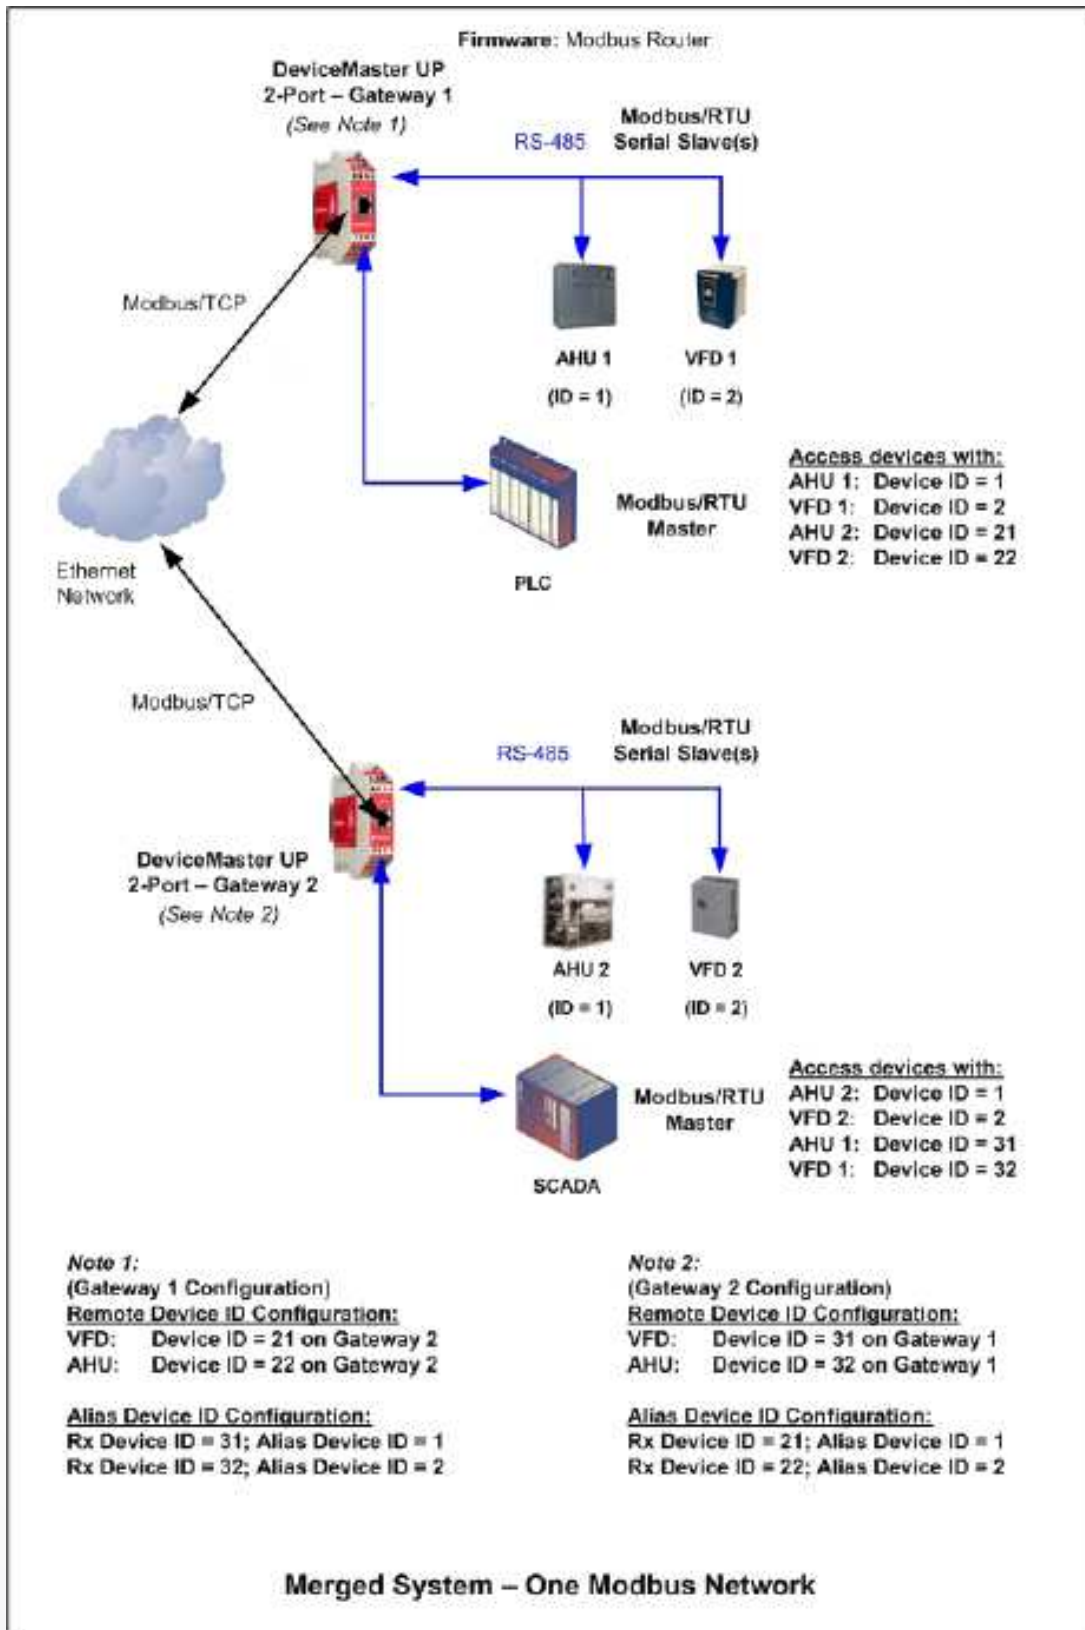 Firmware: Modbus Router
DeviceMaster UP
2-Port – Gateway 1
(See Note 1)
Modbus/RTU
Serial Slave(s)
RS-485
Modbus/TCP
AHU 1
(ID = 1)
VFD 1
(ID = 2)
Ethernet
Network
PLC
Modbus/RTU
Master
Access devices with:
AHU 1: Device ID = 1
VFD 1: Device ID = 2
AHU 2: Device ID = 21
VFD 2: Device ID = 22
Modbus/TCP
RS-485
Modbus/RTU
Serial Slave(s)
DeviceMaster UP
2-Port – Gateway 2
(See Note 2)
AHU 2
(ID = 1)
VFD 2
(ID = 2)
SCADA
Modbus/RTU
Master
Access devices with:
AHU 2: Device ID = 1
VFD 2: Device ID = 2
AHU 1: Device ID = 31
VFD 1: Device ID = 32
Note 1:
(Gateway 1 Configuration)
Remote Device ID Configuration:
VFD: Device ID = 21 on Gateway 2
AHU: Device ID = 22 on Gateway 2
Alias Device ID Configuration:
Rx Device ID = 31; Alias Device ID = 1
Rx Device ID = 32; Alias Device ID = 2
Note 2:
(Gateway 2 Configuration)
Remote Device ID Configuration:
VFD: Device ID = 31 on Gateway 1
AHU: Device ID = 32 on Gateway 1
Alias Device ID Configuration:
Rx Device ID = 21; Alias Device ID = 1
Rx Device ID = 22; Alias Device ID = 2
Merged System – One Modbus Network